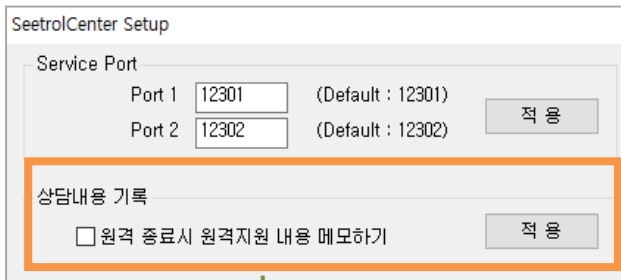 SeetrolCenter Setup
Service Port
Port 1 12301 (Default : 12301)
적 용
Port 2 12302 (Default : 12302)
상담내용 기록
원격 종료시 원격지원 내용 메모하기 적 용